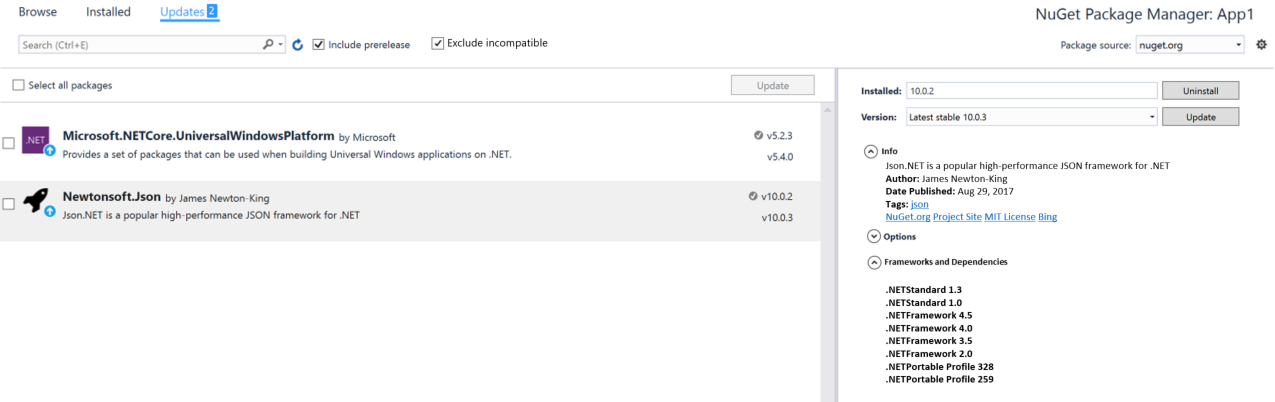 Browse Installed Updates 2 NuGet Package Manager: App1
Search (Ctrl+E) Include prerelease Exclude incompatible Package source: nuget.org
Select all packages Update
.NET Microsoft.NETCore.UniversalWindowsPlatform by Microsoft v5.2.3
Provides a set of packages that can be used when building Universal Windows applications on .NET. v5.4.0
Newtonsoft.Json by James Newton-King v10.0.2
Json.NET is a popular high-performance JSON framework for .NET v10.0.3
Installed: 10.0.2 Uninstall
Version: Latest stable 10.0.3 Update
Info
Json.NET is a popular high-performance JSON framework for .NET
Author: James Newton-King
Date Published: Aug 29, 2017
Tags: json
NuGet.org Project Site MIT License Bing
Options
Frameworks and Dependencies
.NETStandard 1.3
.NETStandard 1.0
.NETFramework 4.5
.NETFramework 4.0
.NETFramework 3.5
.NETFramework 2.0
.NETPortable Profile 328
.NETPortable Profile 259